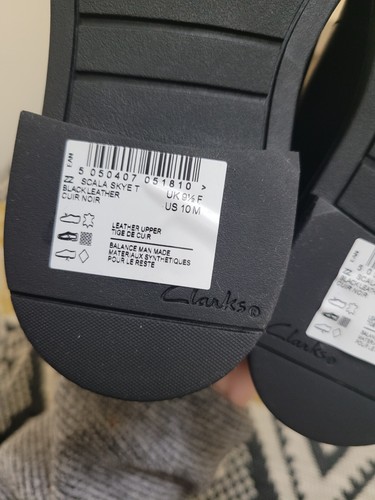 5 050407 051810 >
SCALA SKYE T UK 9½ F
BLACK LEATHER US 10 M
CUIR NOIR
LEATHER UPPER
TIGE DE CUIR
BALANCE MAN MADE
MATERIAUX SYNTHETIQUES
POUR LE RESTE
Clarks®
Clarks